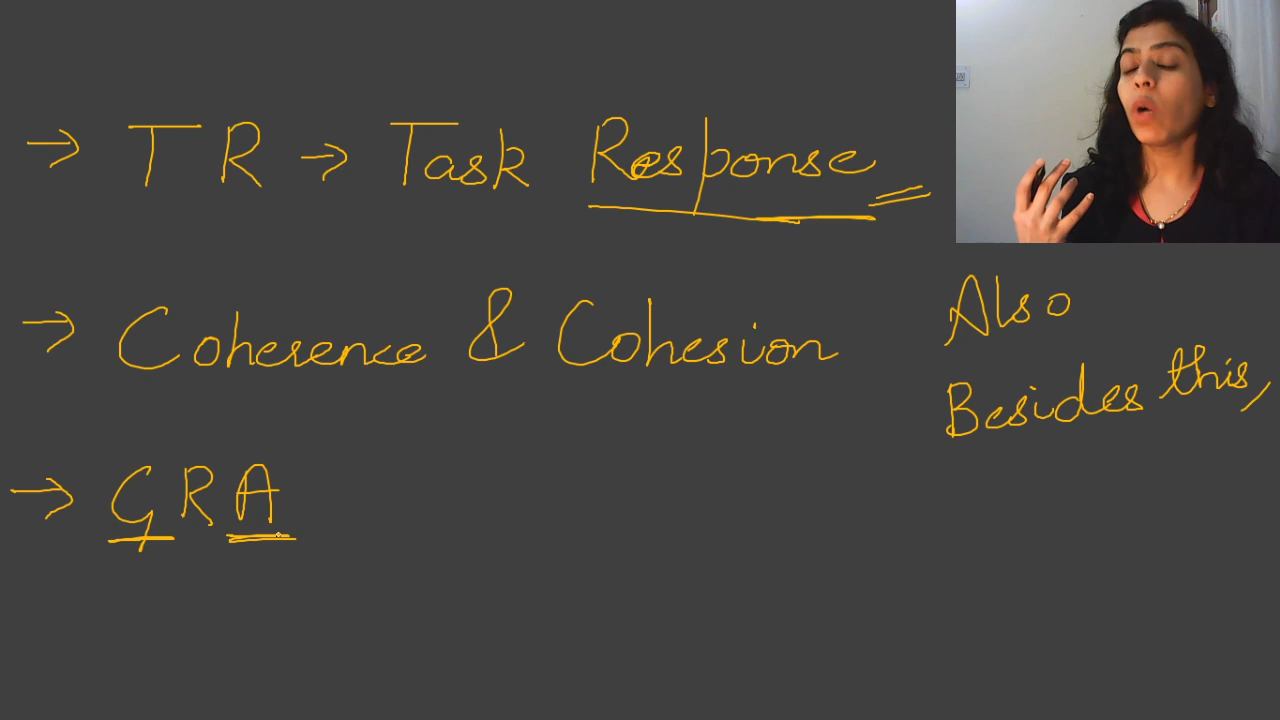 → TR → Task Response
→ Coherence & Cohesion
Also
Besides this,
→ GRA